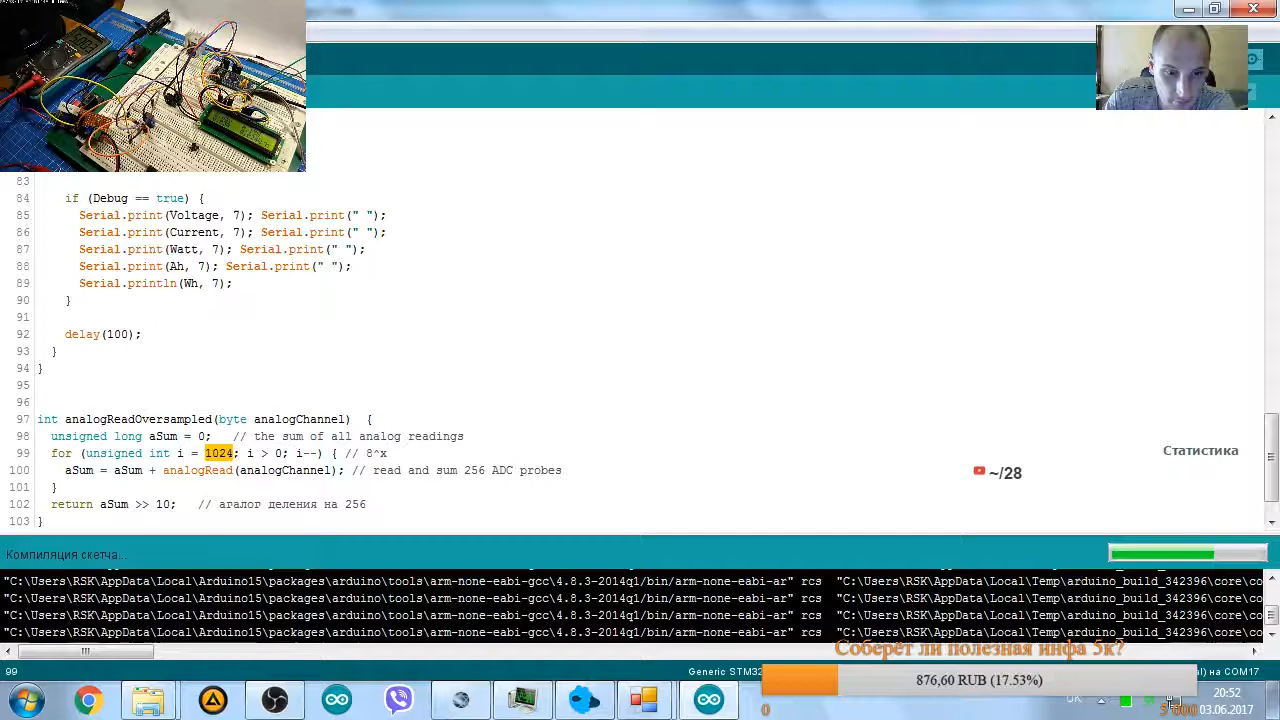 83
84 if (Debug == true) {
85 Serial.print(Voltage, 7); Serial.print(" ");
86 Serial.print(Current, 7); Serial.print(" ");
87 Serial.print(Watt, 7); Serial.print(" ");
88 Serial.print(Ah, 7); Serial.print(" ");
89 Serial.println(Wh, 7);
90 }
91
92 delay(100);
93 }
94 }
95
96
97 int analogReadOversampled(byte analogChannel) {
98 unsigned long aSum = 0; // the sum of all analog readings
99 for (unsigned int i = 1024; i > 0; i--) { // 8^x
100 aSum = aSum + analogRead(analogChannel); // read and sum 256 ADC probes
101 }
102 return aSum >> 10; // аралог деления на 256
103 }
Статистика
~/28
Компиляция скетча...
"C:\Users\RSK\AppData\Local\Arduino15\packages\arduino\tools\arm-none-eabi-gcc\4.8.3-2014q1/bin/arm-none-eabi-ar" rcs "C:\Users\RSK\AppData\Local\Temp\arduino_build_342396\core\co
"C:\Users\RSK\AppData\Local\Arduino15\packages\arduino\tools\arm-none-eabi-gcc\4.8.3-2014q1/bin/arm-none-eabi-ar" rcs "C:\Users\RSK\AppData\Local\Temp\arduino_build_342396\core\co
"C:\Users\RSK\AppData\Local\Arduino15\packages\arduino\tools\arm-none-eabi-gcc\4.8.3-2014q1/bin/arm-none-eabi-ar" rcs "C:\Users\RSK\AppData\Local\Temp\arduino_build_342396\core\co
"C:\Users\RSK\AppData\Local\Arduino15\packages\arduino\tools\arm-none-eabi-gcc\4.8.3-2014q1/bin/arm-none-eabi-ar" rcs "C:\Users\RSK\AppData\Local\Temp\arduino_build_342396\core\co
Соберёт ли полезная инфа 5к?
99
Generic STM32
на COM17
876,60 RUB (17.53%)
0
5 000
UK
20:52
03.06.2017